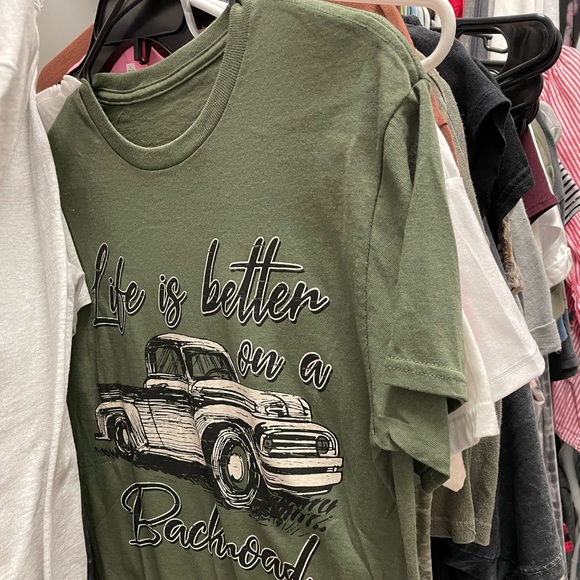 Life is better
on a
Backroad